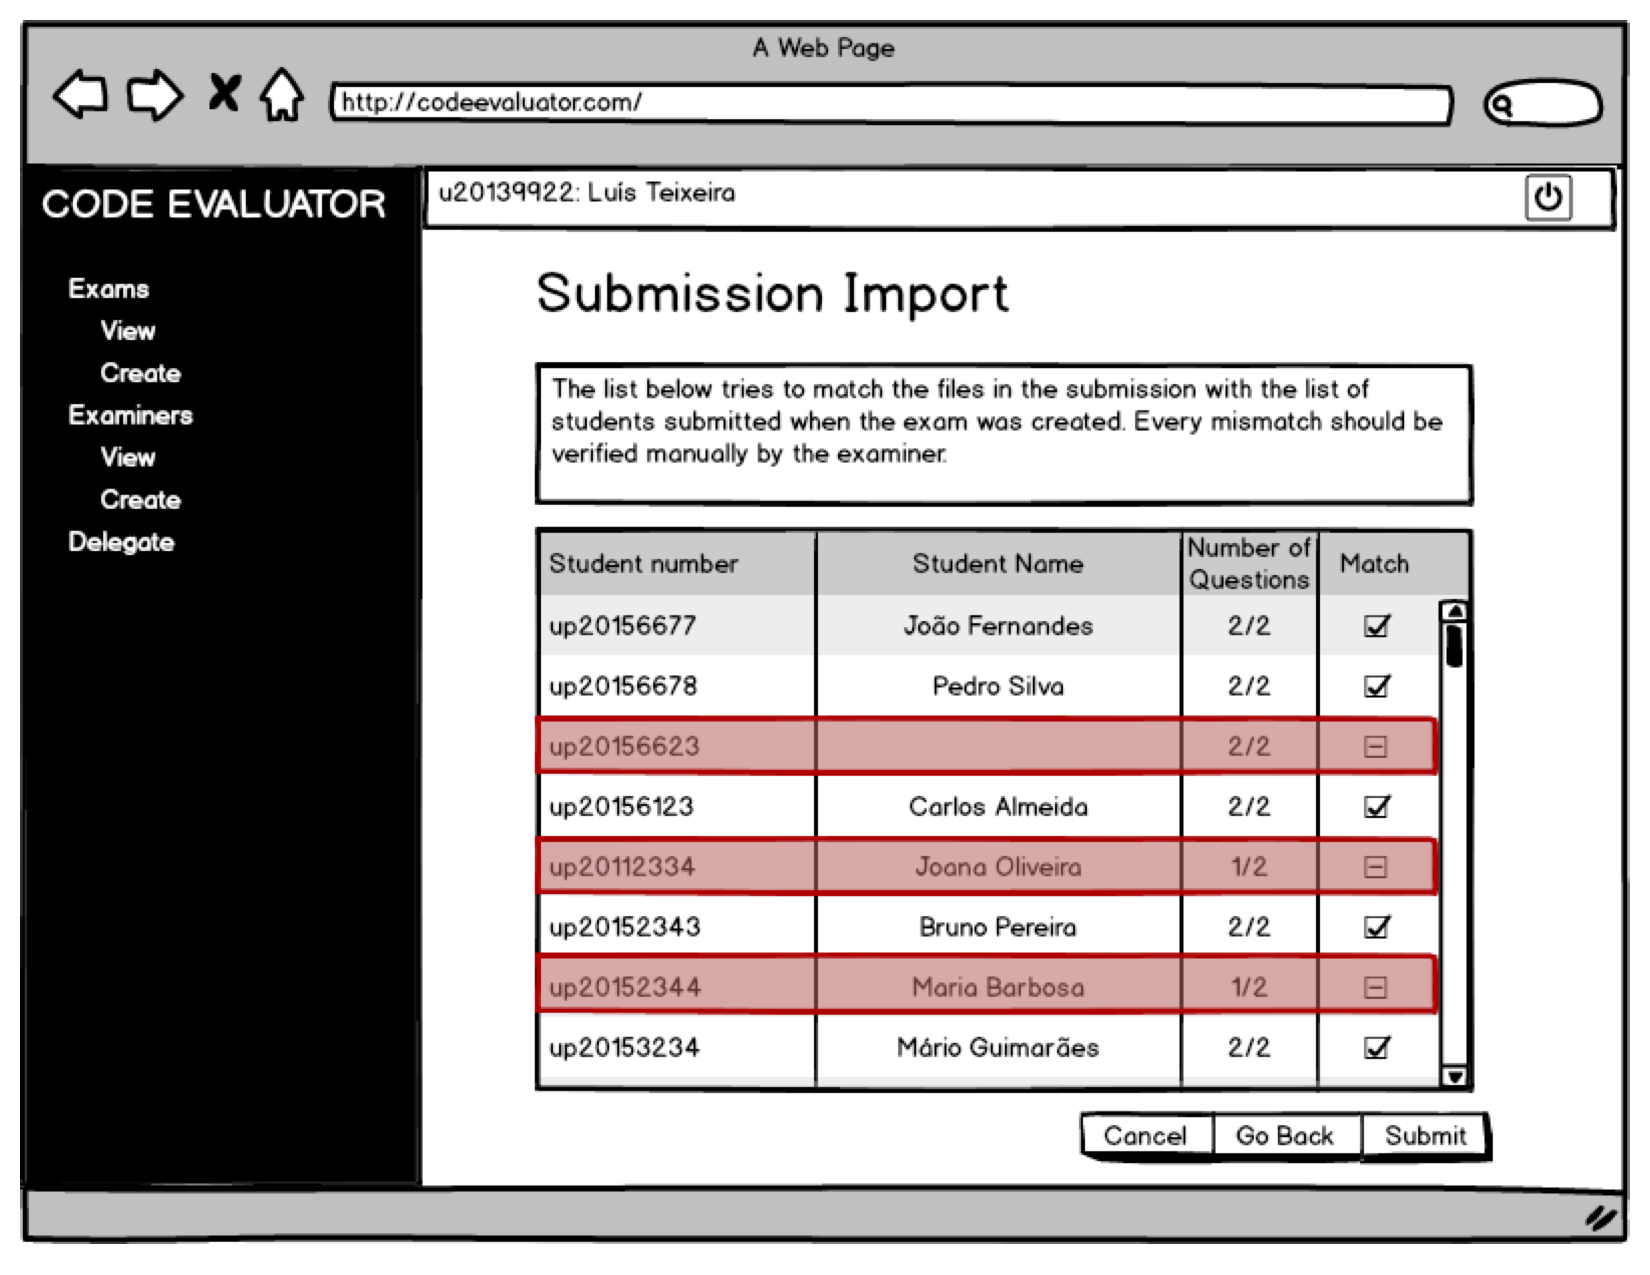 A Web Page
http://codeevaluator.com/
CODE EVALUATOR
u20139922: Luís Teixeira
Exams
View
Create
Examiners
View
Create
Delegate
Submission Import
The list below tries to match the files in the submission with the list of
students submitted when the exam was created. Every mismatch should be
verified manually by the examiner.
Student number Student Name Number of Questions Match
up20156677 João Fernandes 2/2
up20156678 Pedro Silva 2/2
up20156623 2/2
up20156123 Carlos Almeida 2/2
up20112334 Joana Oliveira 1/2
up20152343 Bruno Pereira 2/2
up20152344 Maria Barbosa 1/2
up20153234 Mário Guimarães 2/2
Cancel Go Back Submit